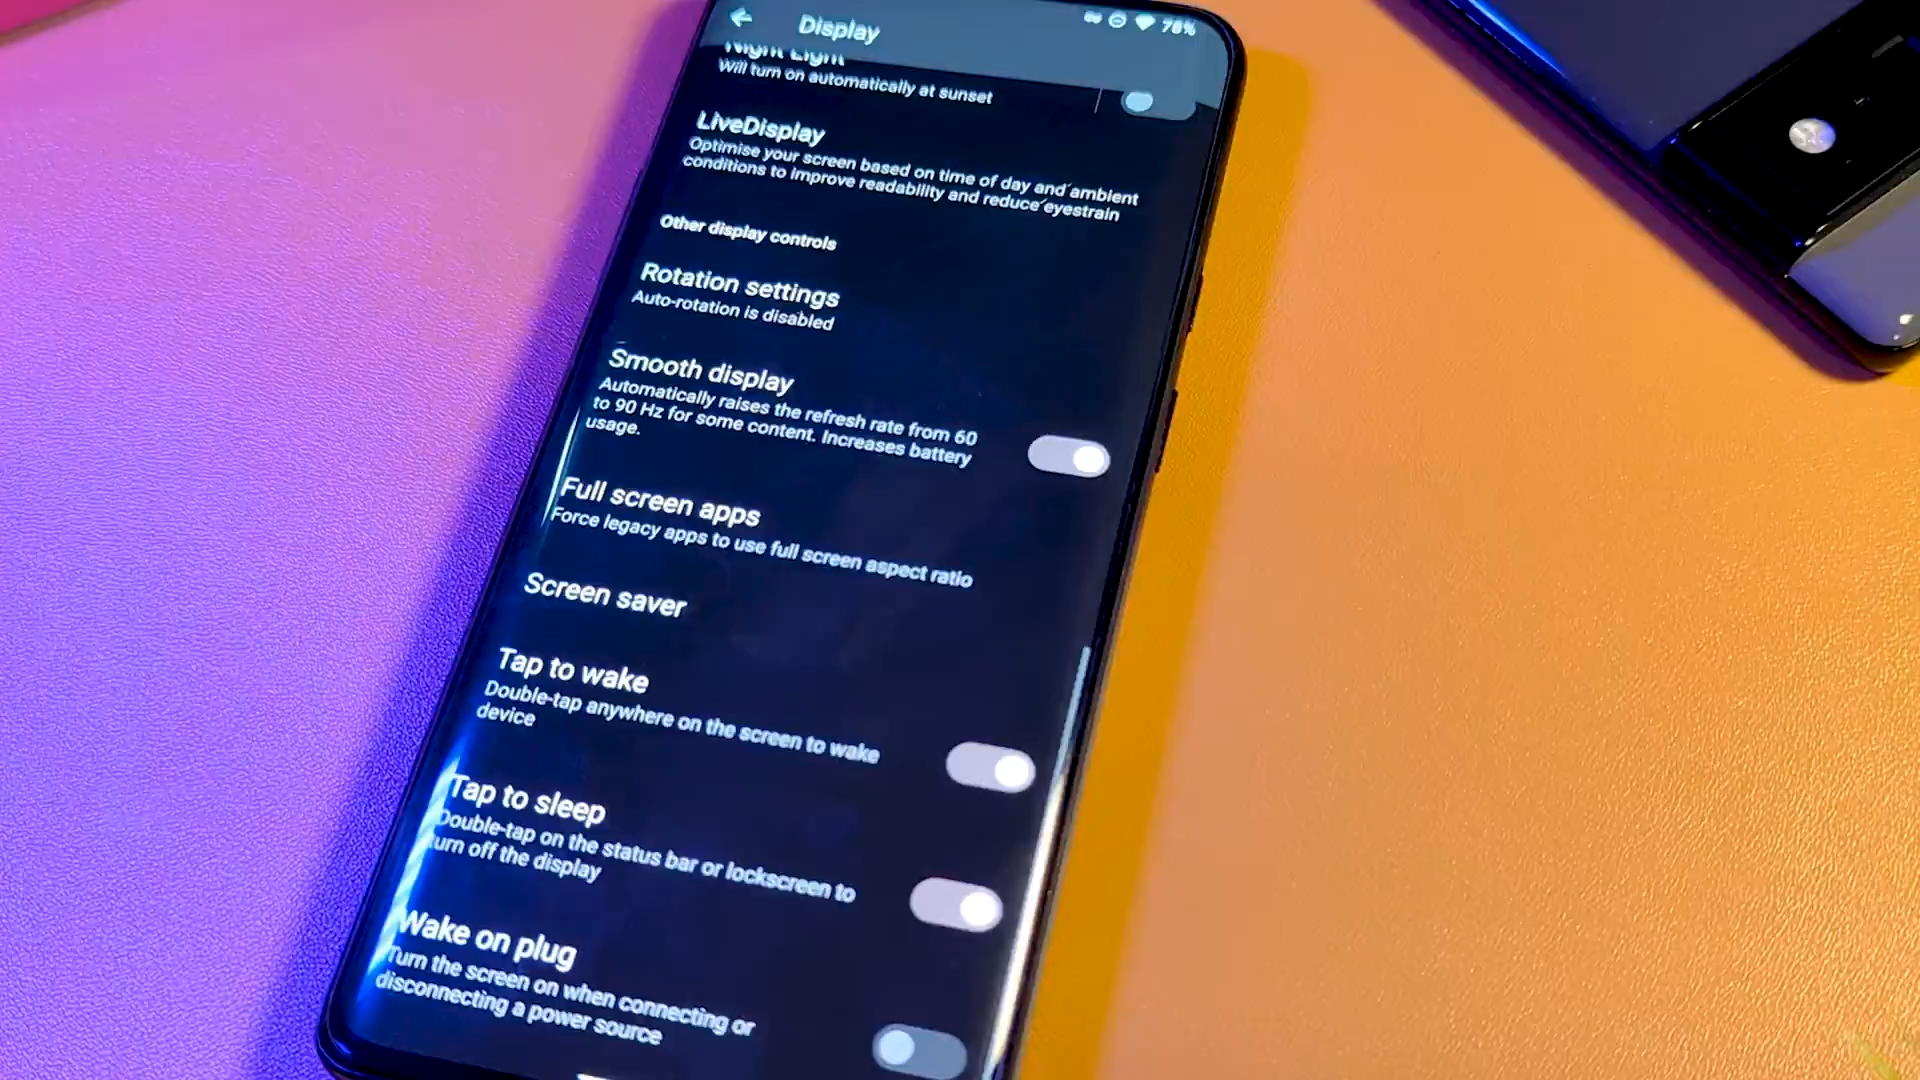 Display
78%
Night Light
Will turn on automatically at sunset
LiveDisplay
Optimise your screen based on time of day and ambient
conditions to improve readability and reduce eyestrain
Other display controls
Rotation settings
Auto-rotation is disabled
Smooth display
Automatically raises the refresh rate from 60
to 90 Hz for some content. Increases battery
usage.
Full screen apps
Force legacy apps to use full screen aspect ratio
Screen saver
Tap to wake
Double-tap anywhere on the screen to wake
device
Tap to sleep
Double-tap on the status bar or lockscreen to
turn off the display
Wake on plug
Turn the screen on when connecting or
disconnecting a power source